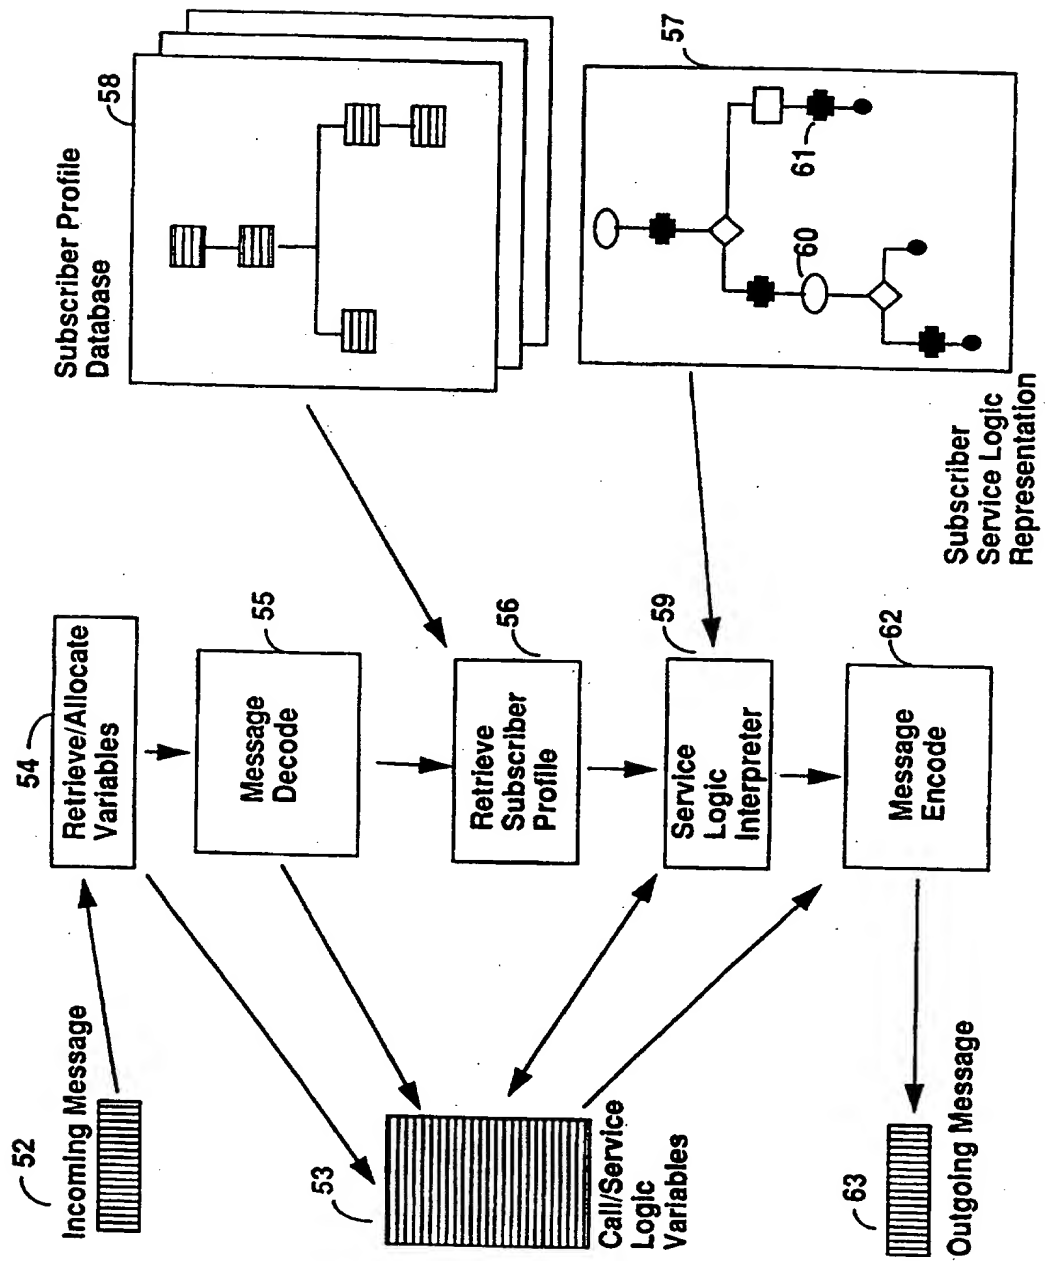 52
Incoming Message
53
Call/Service
Logic
Variables
63
Outgoing Message
54
Retrieve/Allocate
Variables
55
Message
Decode
56
Retrieve
Subscriber
Profile
59
Service
Logic
Interpreter
62
Message
Encode
Subscriber Profile
Database
58
57
60
61
Subscriber
Service Logic
Representation